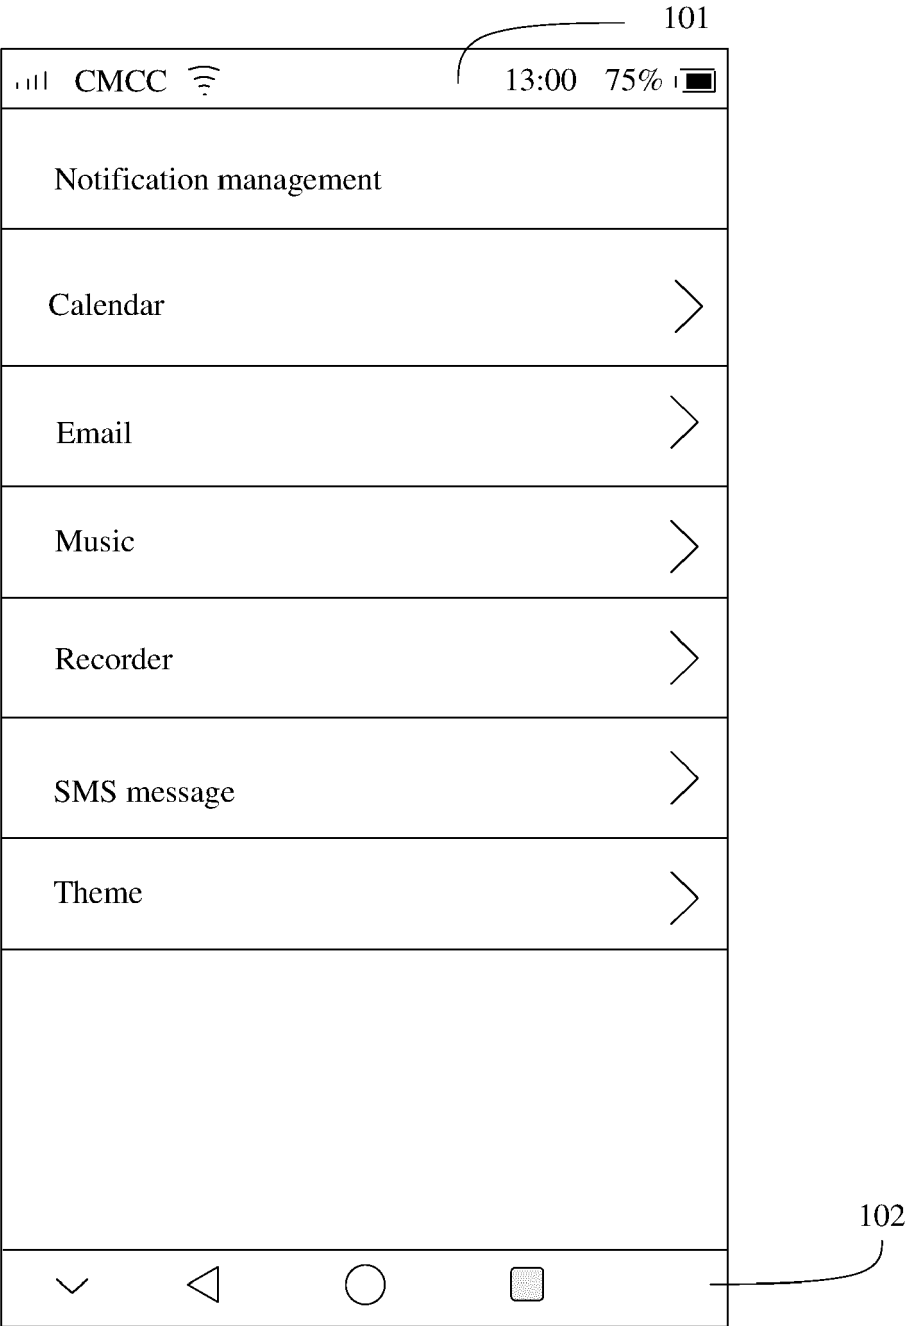 101
CMCC 13:00 75%
Notification management
Calendar
Email
Music
Recorder
SMS message
Theme
102